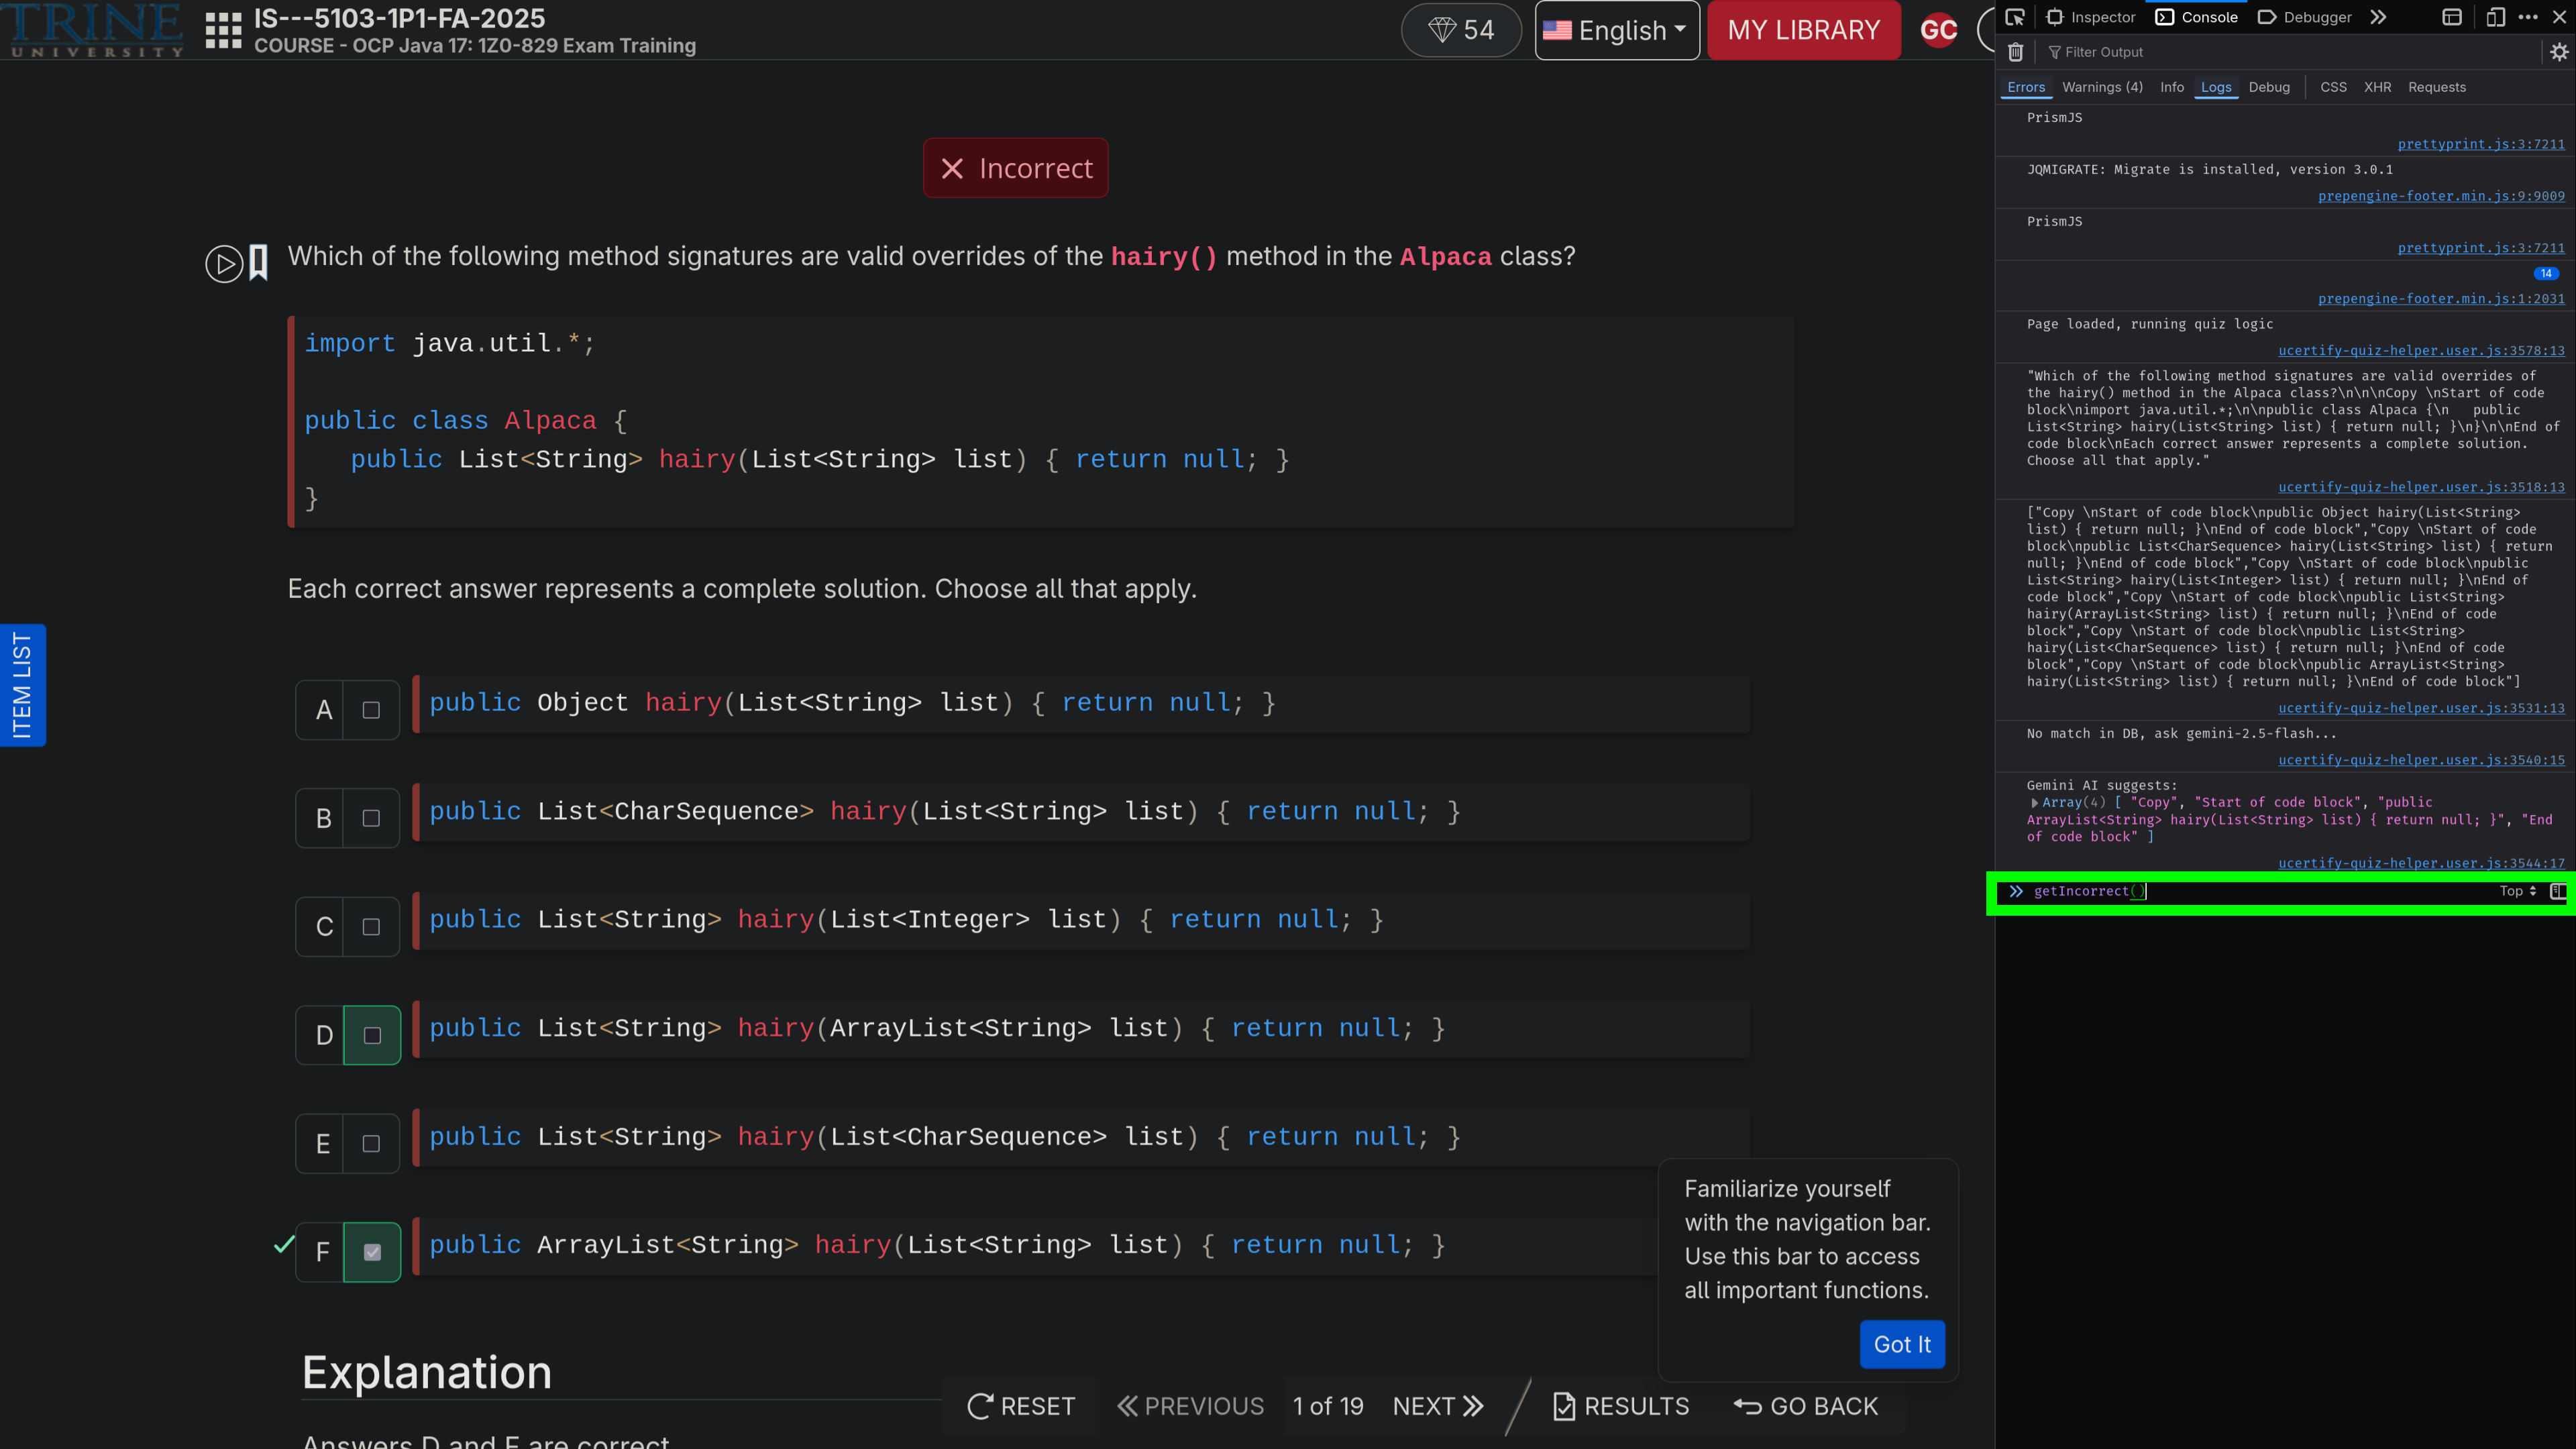 TRINE
UNIVERSITY
IS---5103-1P1-FA-2025
COURSE - OCP Java 17: 1Z0-829 Exam Training
54
English
MY LIBRARY
GC
Incorrect
Which of the following method signatures are valid overrides of the hairy() method in the Alpaca class?
import java.util.*;
public class Alpaca {
public List<String> hairy(List<String> list) { return null; }
}
Each correct answer represents a complete solution. Choose all that apply.
ITEM LIST
A public Object hairy(List<String> list) { return null; }
B public List<CharSequence> hairy(List<String> list) { return null; }
C public List<String> hairy(List<Integer> list) { return null; }
D public List<String> hairy(ArrayList<String> list) { return null; }
E public List<String> hairy(List<CharSequence> list) { return null; }
F public ArrayList<String> hairy(List<String> list) { return null; }
Familiarize yourself
with the navigation bar.
Use this bar to access
all important functions.
Got It
Explanation
RESET PREVIOUS 1 of 19 NEXT RESULTS GO BACK
Answers D and F are correct
Inspector Console Debugger
Filter Output
Errors Warnings (4) Info Logs Debug CSS XHR Requests
PrismJS
prettyprint.js:3:7211
JQMIGRATE: Migrate is installed, version 3.0.1
prepengine-footer.min.js:9:9009
PrismJS
prettyprint.js:3:7211
14
prepengine-footer.min.js:1:2031
Page loaded, running quiz logic
ucertify-quiz-helper.user.js:3578:13
"Which of the following method signatures are valid overrides of
the hairy() method in the Alpaca class?\n\n\nCopy \nStart of code
block\nimport java.util.*;\n\npublic class Alpaca {\n   public
List<String> hairy(List<String> list) { return null; }\n}\n\nEnd of
code block\nEach correct answer represents a complete solution.
Choose all that apply."
ucertify-quiz-helper.user.js:3518:13
["Copy \nStart of code block\npublic Object hairy(List<String>
list) { return null; }\nEnd of code block","Copy \nStart of code
block\npublic List<CharSequence> hairy(List<String> list) { return
null; }\nEnd of code block","Copy \nStart of code block\npublic
List<String> hairy(List<Integer> list) { return null; }\nEnd of
code block","Copy \nStart of code block\npublic List<String>
hairy(ArrayList<String> list) { return null; }\nEnd of code
block","Copy \nStart of code block\npublic List<String>
hairy(List<CharSequence> list) { return null; }\nEnd of code
block","Copy \nStart of code block\npublic ArrayList<String>
hairy(List<String> list) { return null; }\nEnd of code block"]
ucertify-quiz-helper.user.js:3531:13
No match in DB, ask gemini-2.5-flash...
ucertify-quiz-helper.user.js:3540:15
Gemini AI suggests:
Array(4) [ "Copy", "Start of code block", "public
ArrayList<String> hairy(List<String> list) { return null; }", "End
of code block" ]
ucertify-quiz-helper.user.js:3544:17
getIncorrect()
Top